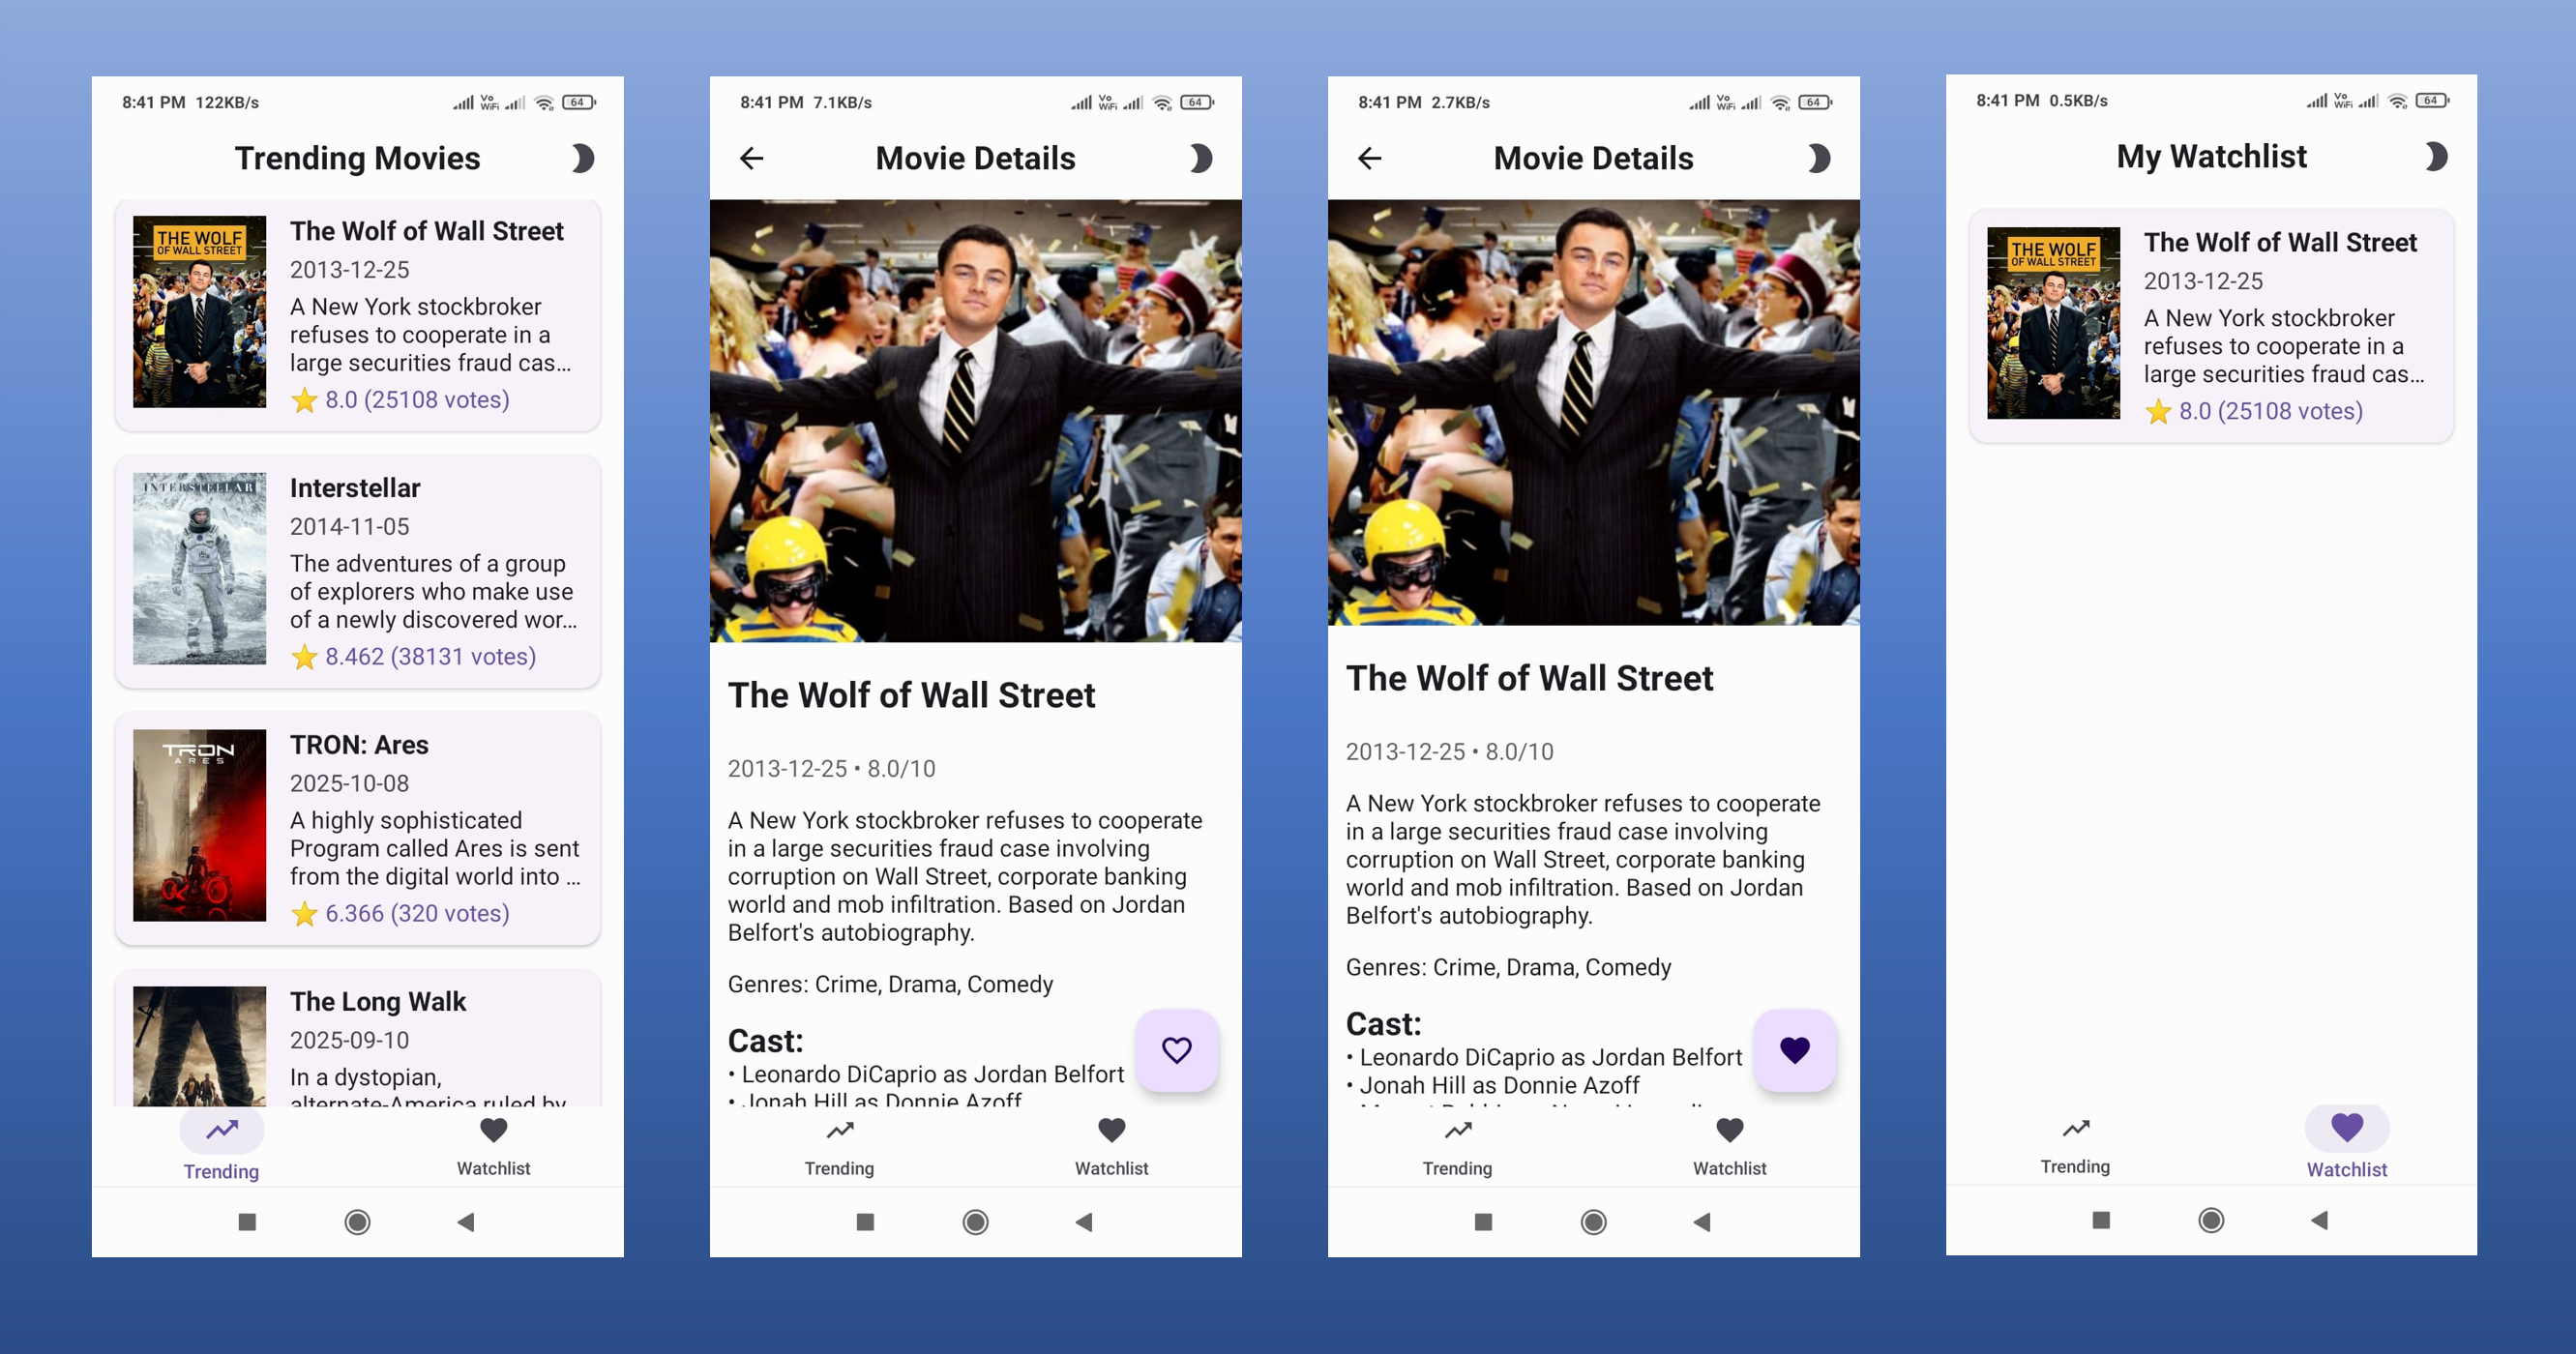 8:41 PM 122KB/s
Vo
WiFi
64
Trending Movies
THE WOLF
OF WALL STREET
The Wolf of Wall Street
2013-12-25
A New York stockbroker
refuses to cooperate in a
large securities fraud cas...
8.0 (25108 votes)
INTERSTELLAR
Interstellar
2014-11-05
The adventures of a group
of explorers who make use
of a newly discovered wor...
8.462 (38131 votes)
TRON
ARES
TRON: Ares
2025-10-08
A highly sophisticated
Program called Ares is sent
from the digital world into ...
6.366 (320 votes)
The Long Walk
2025-09-10
In a dystopian,
alternate-America ruled by
Trending
Watchlist
8:41 PM 7.1KB/s
Vo
WiFi
64
Movie Details
The Wolf of Wall Street
2013-12-25 • 8.0/10
A New York stockbroker refuses to cooperate
in a large securities fraud case involving
corruption on Wall Street, corporate banking
world and mob infiltration. Based on Jordan
Belfort's autobiography.
Genres: Crime, Drama, Comedy
Cast:
• Leonardo DiCaprio as Jordan Belfort
• Jonah Hill as Donnie Azoff
Trending
Watchlist
8:41 PM 2.7KB/s
Vo
WiFi
64
Movie Details
The Wolf of Wall Street
2013-12-25 • 8.0/10
A New York stockbroker refuses to cooperate
in a large securities fraud case involving
corruption on Wall Street, corporate banking
world and mob infiltration. Based on Jordan
Belfort's autobiography.
Genres: Crime, Drama, Comedy
Cast:
• Leonardo DiCaprio as Jordan Belfort
• Jonah Hill as Donnie Azoff
Trending
Watchlist
8:41 PM 0.5KB/s
Vo
WiFi
64
My Watchlist
THE WOLF
OF WALL STREET
The Wolf of Wall Street
2013-12-25
A New York stockbroker
refuses to cooperate in a
large securities fraud cas...
8.0 (25108 votes)
Trending
Watchlist